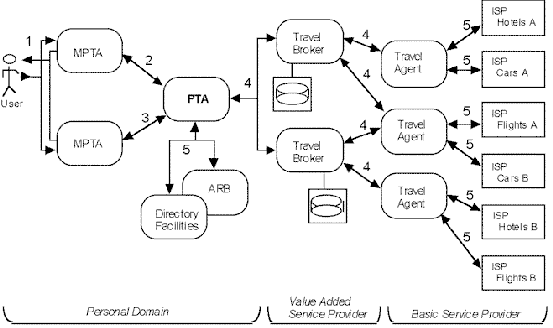 1
MPTA
User
2
PTA
3
MPTA
5
ARB
Directory
Facilities
4
Travel
Broker
4
4
Travel
Broker
4
4
Travel
Agent
Travel
Agent
Travel
Agent
5
ISP
Hotels A
5
ISP
Cars A
5
ISP
Flights A
5
ISP
Cars B
5
ISP
Hotels B
5
ISP
Flights B
Personal Domain
Value Added
Service Provider
Basic Service Provider